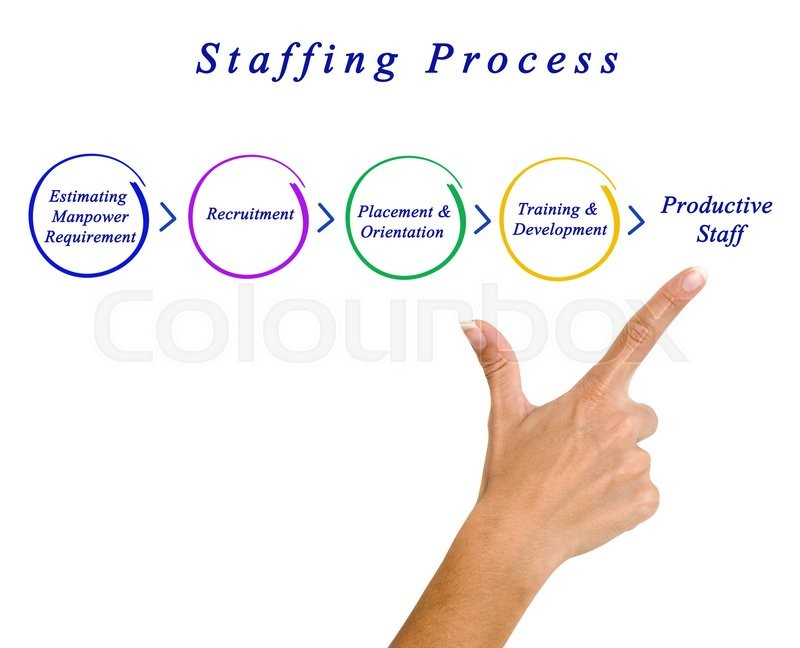 Staffing Process
Estimating
Manpower
Requirement
Recruitment
Placement &
Orientation
Training &
Development
Productive
Staff
Colourbox